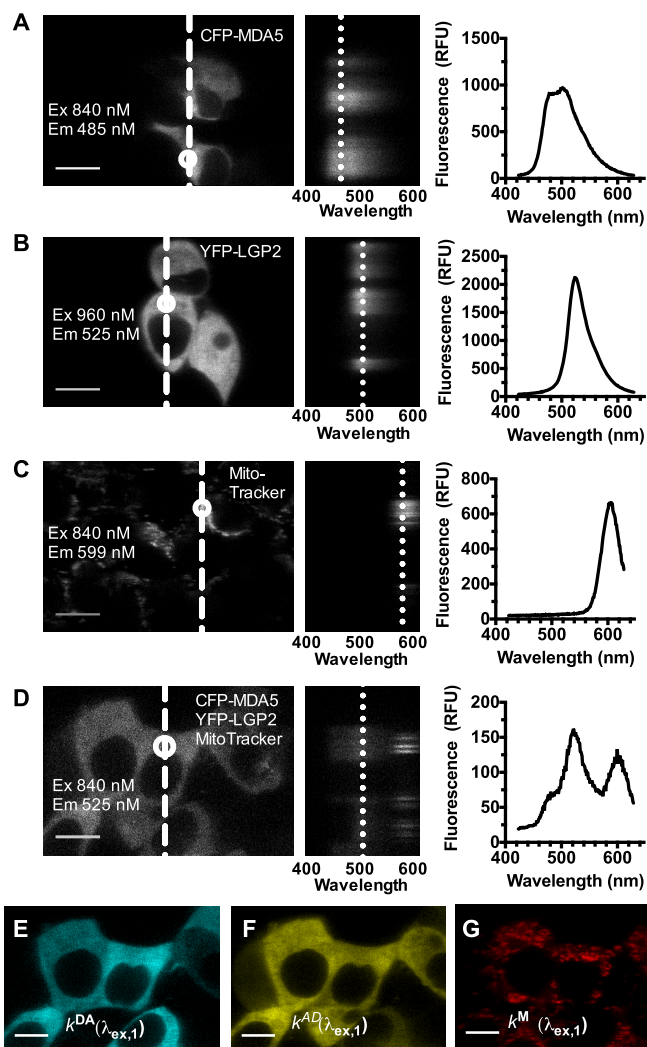 A
CFP-MDA5
Ex 840 nM
Em 485 nM
400 500 600
Wavelength
Fluorescence (RFU)
1500
1000
500
0
400 500 600
Wavelength (nm)
B
YFP-LGP2
Ex 960 nM
Em 525 nM
400 500 600
Wavelength
Fluorescence (RFU)
2500
2000
1500
1000
500
0
400 500 600
Wavelength (nm)
C
Mito-
Tracker
Ex 840 nM
Em 599 nM
400 500 600
Wavelength
Fluorescence (RFU)
800
600
400
200
0
400 500 600
Wavelength (nm)
D
CFP-MDA5
YFP-LGP2
MitoTracker
Ex 840 nM
Em 525 nM
400 500 600
Wavelength
Fluorescence (RFU)
200
150
100
50
0
400 500 600
Wavelength (nm)
E
kDA(λex,1)
F
kAD(λex,1)
G
kM (λex,1)